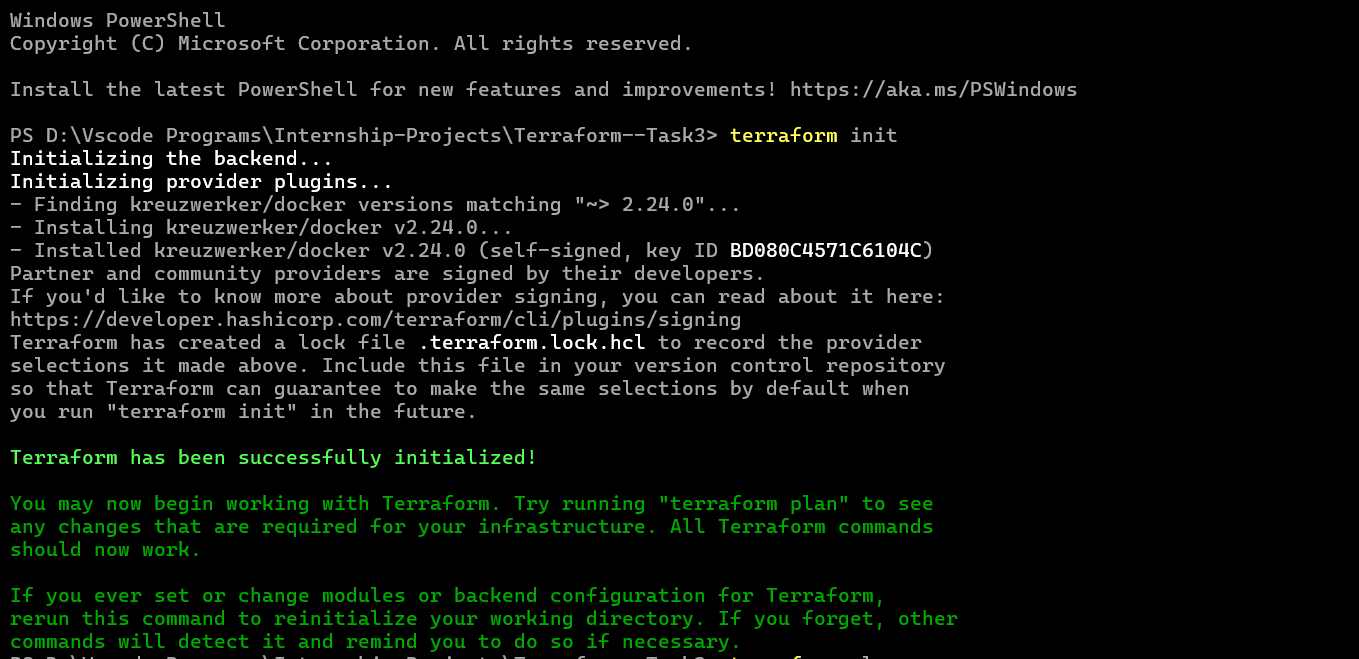 Windows PowerShell
Copyright (C) Microsoft Corporation. All rights reserved.
Install the latest PowerShell for new features and improvements! https://aka.ms/PSWindows
PS D:\Vscode Programs\Internship-Projects\Terraform--Task3> terraform init
Initializing the backend...
Initializing provider plugins...
- Finding kreuzwerker/docker versions matching "~> 2.24.0"...
- Installing kreuzwerker/docker v2.24.0...
- Installed kreuzwerker/docker v2.24.0 (self-signed, key ID BD080C4571C6104C)
Partner and community providers are signed by their developers.
If you'd like to know more about provider signing, you can read about it here:
https://developer.hashicorp.com/terraform/cli/plugins/signing
Terraform has created a lock file .terraform.lock.hcl to record the provider
selections it made above. Include this file in your version control repository
so that Terraform can guarantee to make the same selections by default when
you run "terraform init" in the future.
Terraform has been successfully initialized!
You may now begin working with Terraform. Try running "terraform plan" to see
any changes that are required for your infrastructure. All Terraform commands
should now work.
If you ever set or change modules or backend configuration for Terraform,
rerun this command to reinitialize your working directory. If you forget, other
commands will detect it and remind you to do so if necessary.